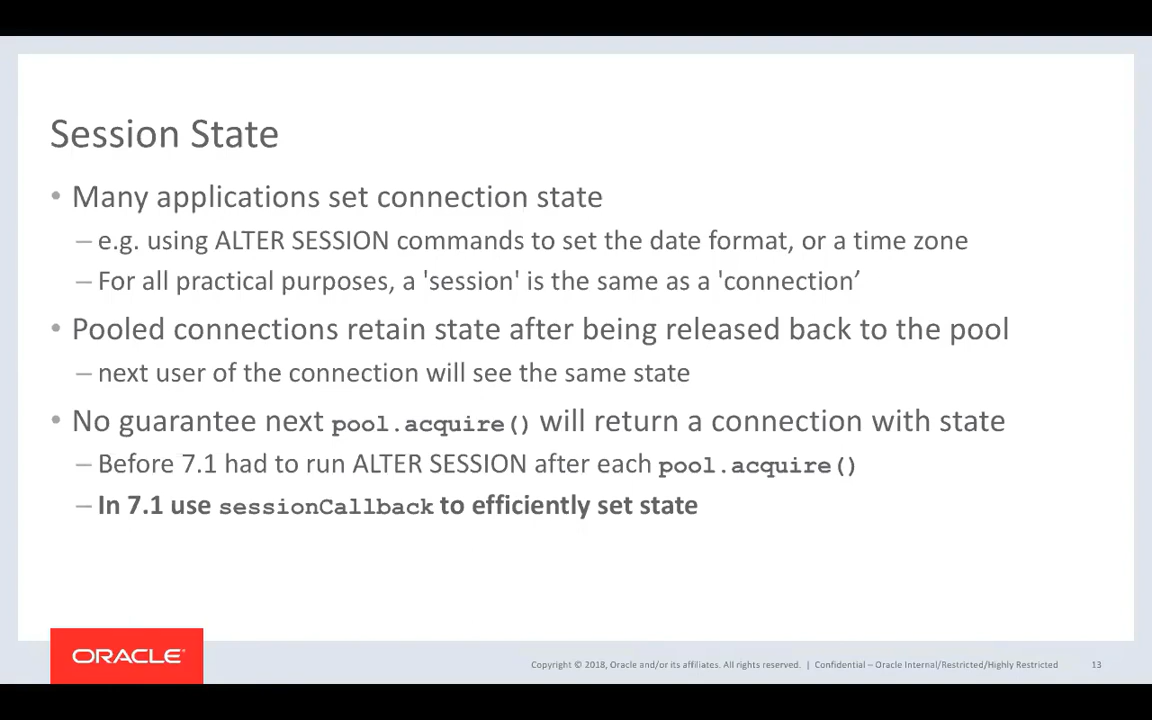 Session State
• Many applications set connection state
– e.g. using ALTER SESSION commands to set the date format, or a time zone
– For all practical purposes, a 'session' is the same as a 'connection’
• Pooled connections retain state after being released back to the pool
– next user of the connection will see the same state
• No guarantee next pool.acquire() will return a connection with state
– Before 7.1 had to run ALTER SESSION after each pool.acquire()
– In 7.1 use sessionCallback to efficiently set state
ORACLE®
Copyright © 2018, Oracle and/or its affiliates. All rights reserved. | Confidential – Oracle Internal/Restricted/Highly Restricted 13